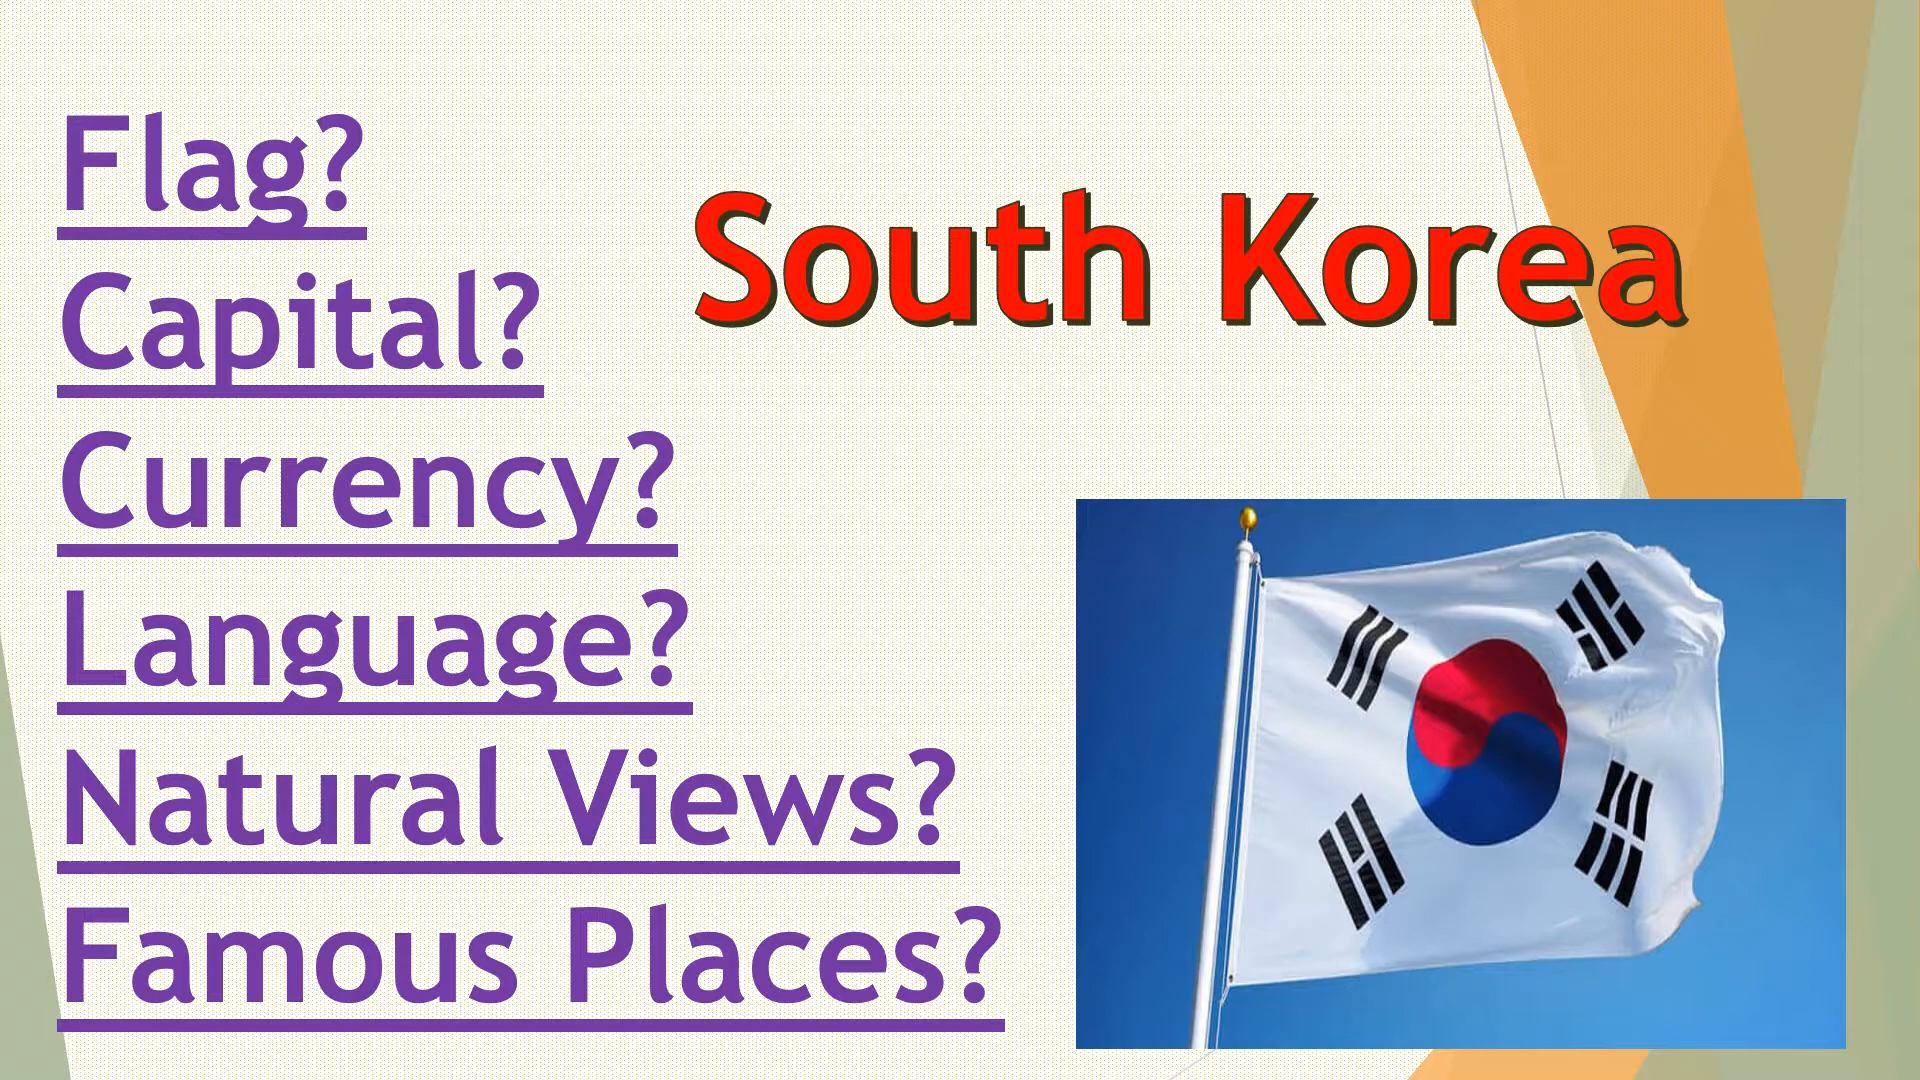 Flag?
South Korea
Capital?
Currency?
Language?
Natural Views?
Famous Places?